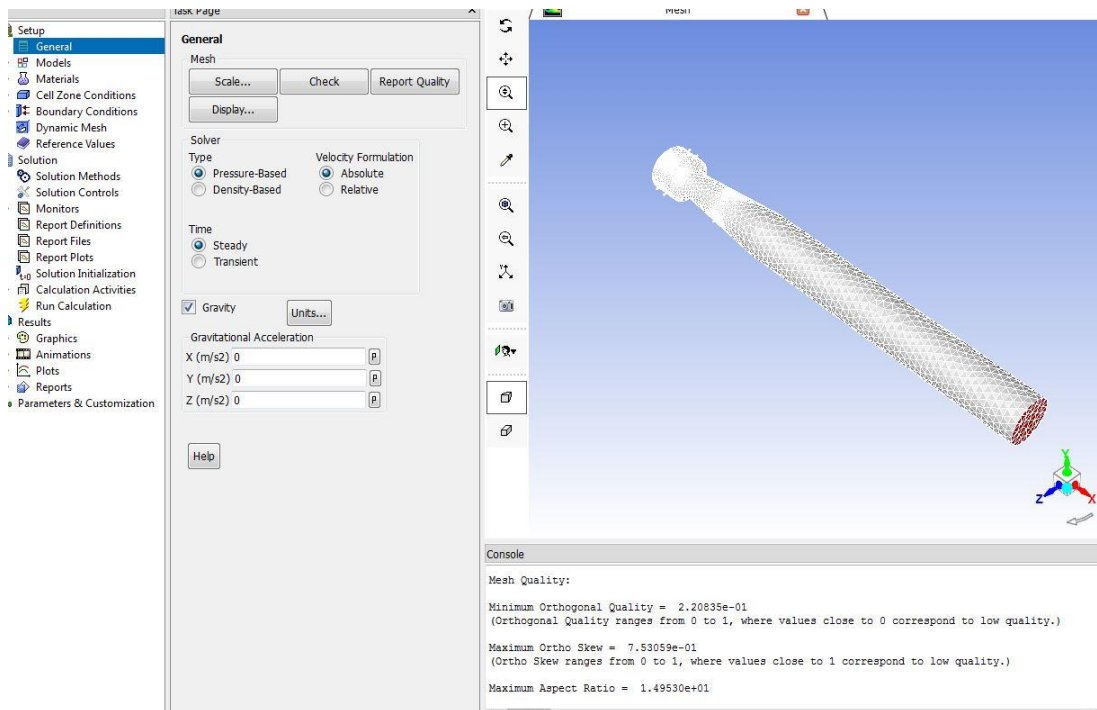 Task Page
Mesh
Setup
General
Models
Materials
Cell Zone Conditions
Boundary Conditions
Dynamic Mesh
Reference Values
Solution
Solution Methods
Solution Controls
Monitors
Report Definitions
Report Files
Report Plots
Solution Initialization
Calculation Activities
Run Calculation
Results
Graphics
Animations
Plots
Reports
Parameters & Customization
General
Mesh
Scale... Check Report Quality
Display...
Solver
Type Velocity Formulation
Pressure-Based Absolute
Density-Based Relative
Time
Steady
Transient
Gravity Units...
Gravitational Acceleration
X (m/s2) 0 P
Y (m/s2) 0 P
Z (m/s2) 0 P
Help
Y
Z X
Console
Mesh Quality:
Minimum Orthogonal Quality = 2.20835e-01
(Orthogonal Quality ranges from 0 to 1, where values close to 0 correspond to low quality.)
Maximum Ortho Skew = 7.53059e-01
(Ortho Skew ranges from 0 to 1, where values close to 1 correspond to low quality.)
Maximum Aspect Ratio = 1.49530e+01